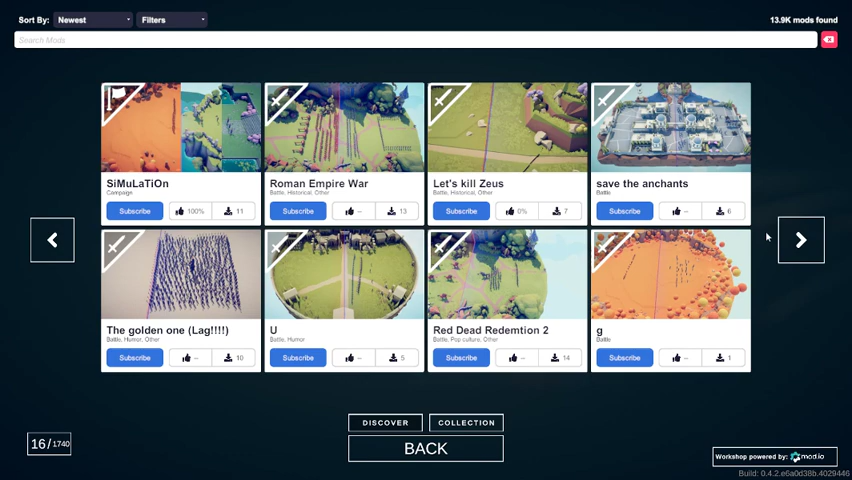 Sort By: Newest Filters 13.9K mods found
Search Mods
SiMuLaTiOn
Campaign
Subscribe 100% 11
Roman Empire War
Battle, Historical, Other
Subscribe -- 13
Let's kill Zeus
Battle, Historical, Other
Subscribe 0% 7
save the anchants
Battle
Subscribe -- 6
The golden one (Lag!!!!)
Battle, Humor, Other
Subscribe -- 10
U
Battle, Humor
Subscribe -- 5
Red Dead Redemtion 2
Battle, Pop culture, Other
Subscribe -- 14
g
Battle
Subscribe -- 1
DISCOVER COLLECTION
16/1740
BACK
Workshop powered by: mod.io
Build: 0.4.2.e6a0d38b.4029446